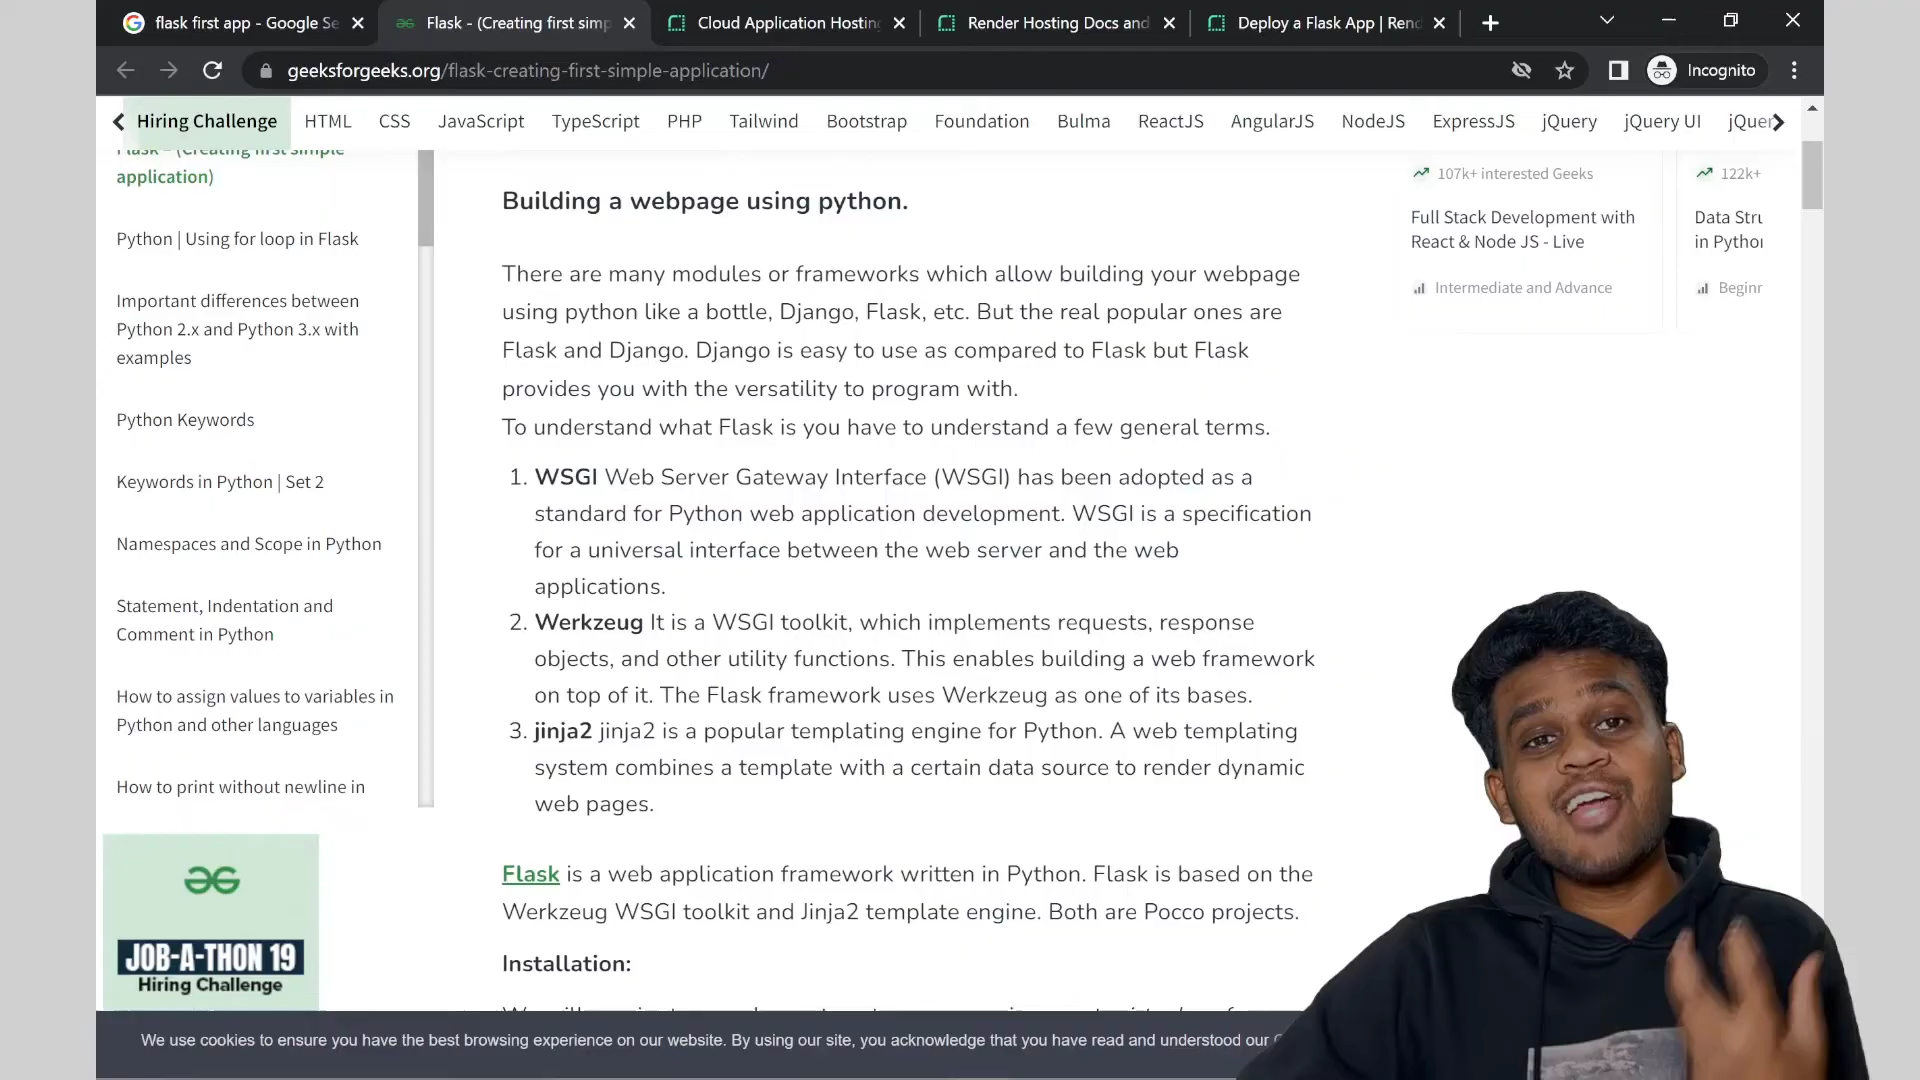 flask first app - Google Se
Flask - (Creating first simp
Cloud Application Hosting
Render Hosting Docs and
Deploy a Flask App | Rend
geeksforgeeks.org/flask-creating-first-simple-application/
Incognito
Hiring Challenge HTML CSS JavaScript TypeScript PHP Tailwind Bootstrap Foundation Bulma ReactJS AngularJS NodeJS ExpressJS jQuery jQuery UI jQuer
Flask - (Creating first simple
application)
Python | Using for loop in Flask
Important differences between
Python 2.x and Python 3.x with
examples
Python Keywords
Keywords in Python | Set 2
Namespaces and Scope in Python
Statement, Indentation and
Comment in Python
How to assign values to variables in
Python and other languages
How to print without newline in
JOB-A-THON 19
Hiring Challenge
Building a webpage using python.
There are many modules or frameworks which allow building your webpage
using python like a bottle, Django, Flask, etc. But the real popular ones are
Flask and Django. Django is easy to use as compared to Flask but Flask
provides you with the versatility to program with.
To understand what Flask is you have to understand a few general terms.
1. WSGI Web Server Gateway Interface (WSGI) has been adopted as a
standard for Python web application development. WSGI is a specification
for a universal interface between the web server and the web
applications.
2. Werkzeug It is a WSGI toolkit, which implements requests, response
objects, and other utility functions. This enables building a web framework
on top of it. The Flask framework uses Werkzeug as one of its bases.
3. jinja2 jinja2 is a popular templating engine for Python. A web templating
system combines a template with a certain data source to render dynamic
web pages.
Flask is a web application framework written in Python. Flask is based on the
Werkzeug WSGI toolkit and Jinja2 template engine. Both are Pocco projects.
Installation:
107k+ interested Geeks
Full Stack Development with
React & Node JS - Live
Intermediate and Advance
122k+
Data Stru
in Python
Beginn
We use cookies to ensure you have the best browsing experience on our website. By using our site, you acknowledge that you have read and understood our